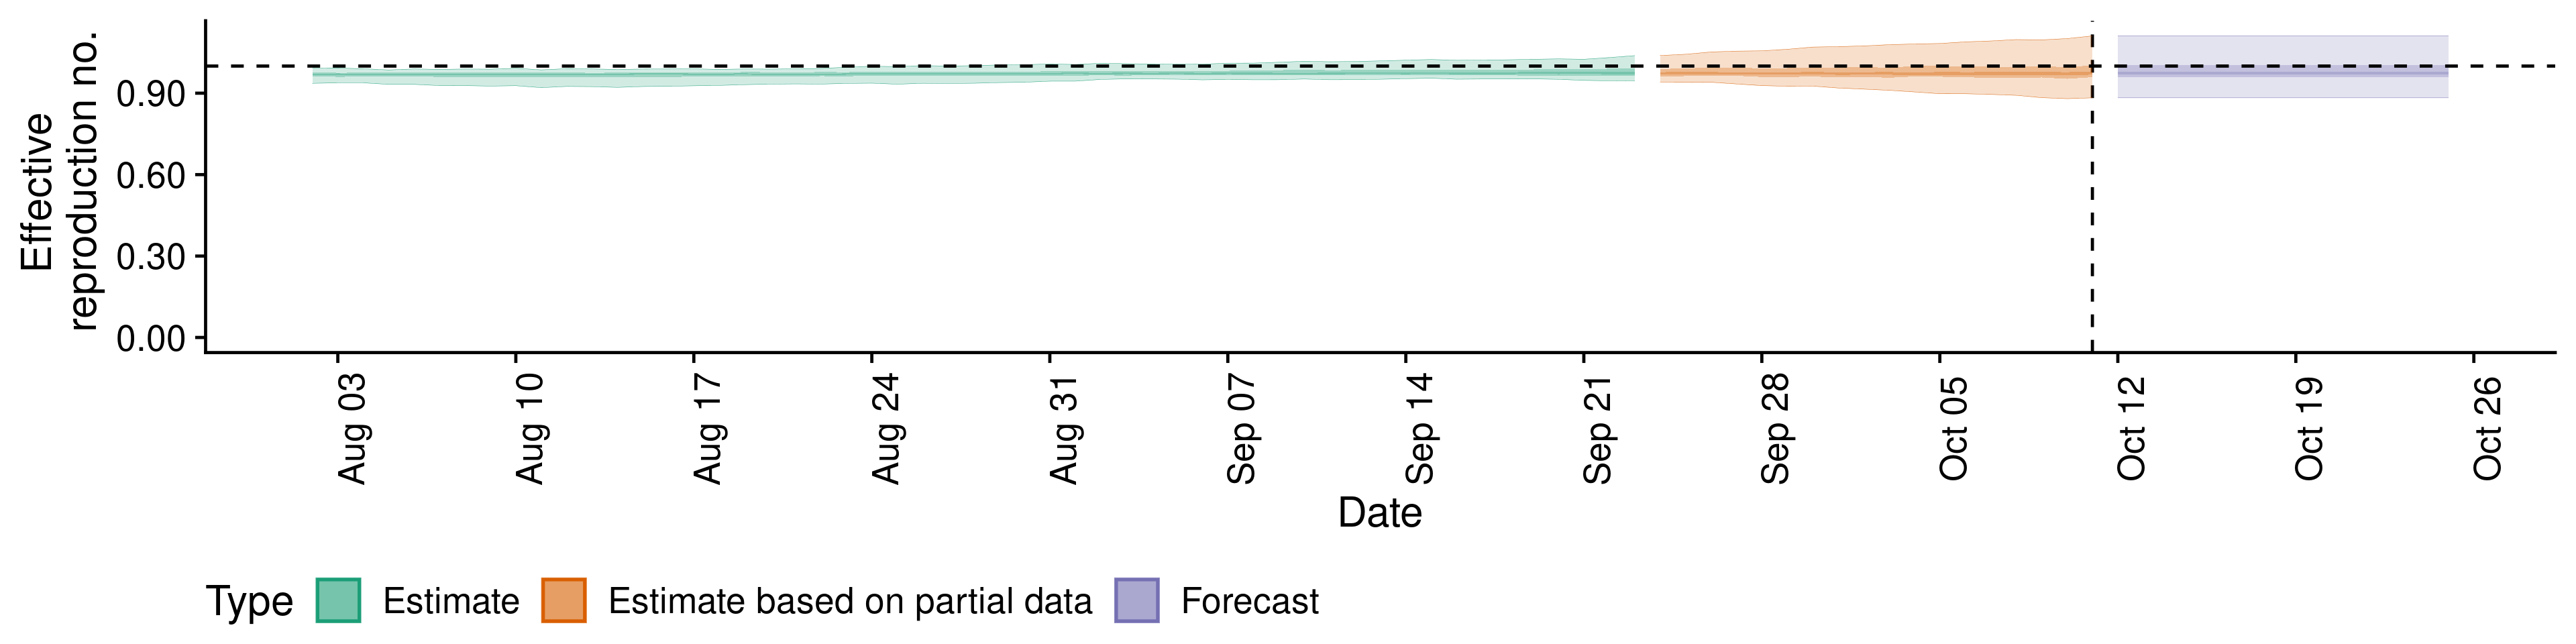 Effective
reproduction no.
0.90
0.60
0.30
0.00
Aug 03
Aug 10
Aug 17
Aug 24
Aug 31
Sep 07
Sep 14
Sep 21
Sep 28
Oct 05
Oct 12
Oct 19
Oct 26
Date
Type Estimate Estimate based on partial data Forecast